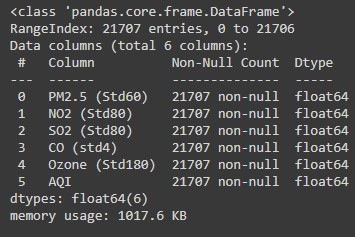 <class 'pandas.core.frame.DataFrame'>
RangeIndex: 21707 entries, 0 to 21706
Data columns (total 6 columns):
 #   Column           Non-Null Count  Dtype
---  ------           --------------  -----
 0   PM2.5 (Std60)    21707 non-null  float64
 1   NO2 (Std80)      21707 non-null  float64
 2   SO2 (Std80)      21707 non-null  float64
 3   CO (std4)        21707 non-null  float64
 4   Ozone (Std180)   21707 non-null  float64
 5   AQI              21707 non-null  float64
dtypes: float64(6)
memory usage: 1017.6 KB